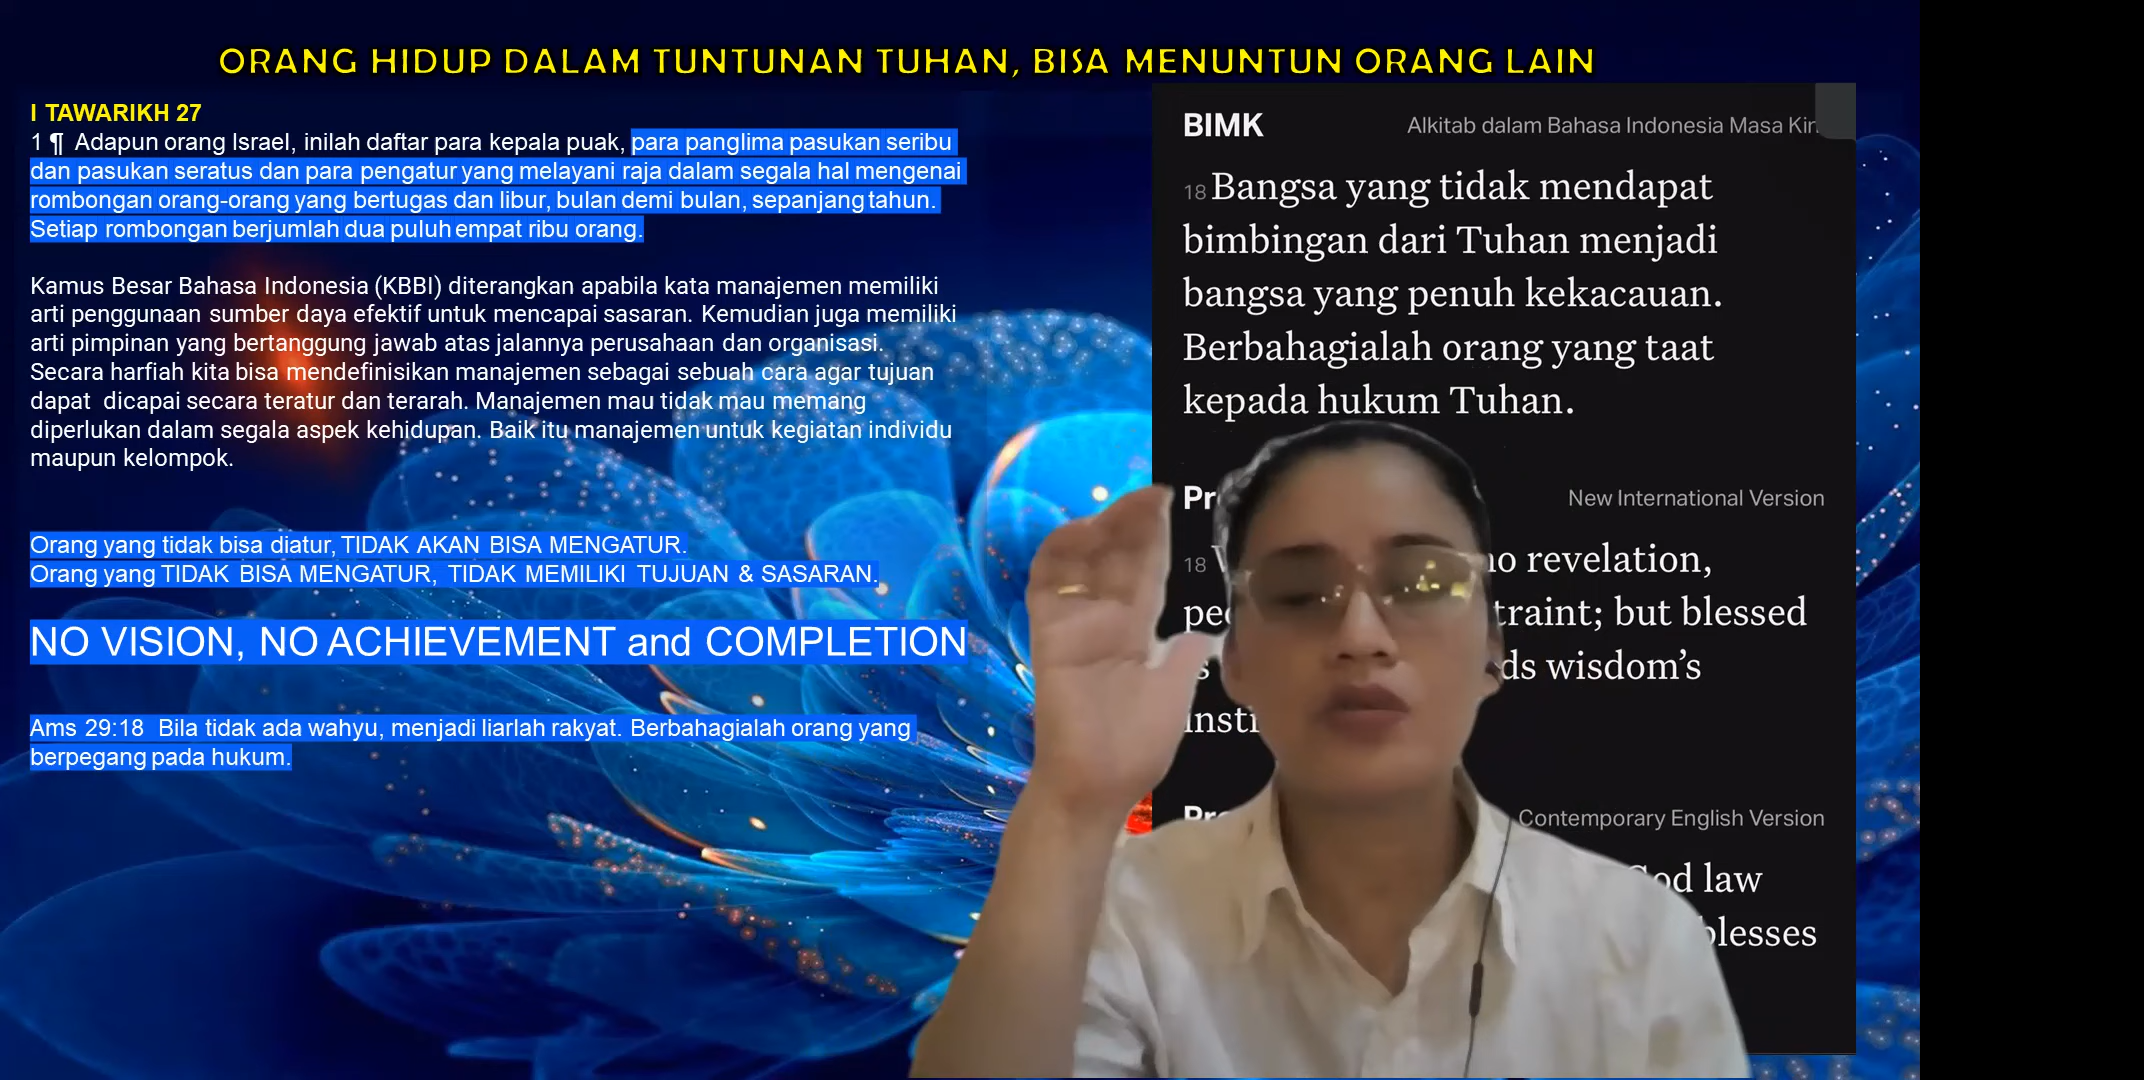 ORANG HIDUP DALAM TUNTUNAN TUHAN, BISA MENUNTUN ORANG LAIN
I TAWARIKH 27
1 ¶ Adapun orang Israel, inilah daftar para kepala puak, para panglima pasukan seribu
dan pasukan seratus dan para pengatur yang melayani raja dalam segala hal mengenai
rombongan orang-orang yang bertugas dan libur, bulan demi bulan, sepanjang tahun.
Setiap rombongan berjumlah dua puluh empat ribu orang.
Kamus Besar Bahasa Indonesia (KBBI) diterangkan apabila kata manajemen memiliki
arti penggunaan sumber daya efektif untuk mencapai sasaran. Kemudian juga memiliki
arti pimpinan yang bertanggung jawab atas jalannya perusahaan dan organisasi.
Secara harfiah kita bisa mendefinisikan manajemen sebagai sebuah cara agar tujuan
dapat dicapai secara teratur dan terarah. Manajemen mau tidak mau memang
diperlukan dalam segala aspek kehidupan. Baik itu manajemen untuk kegiatan individu
maupun kelompok.
Orang yang tidak bisa diatur, TIDAK AKAN BISA MENGATUR.
Orang yang TIDAK BISA MENGATUR, TIDAK MEMILIKI TUJUAN & SASARAN.
NO VISION, NO ACHIEVEMENT and COMPLETION
Ams 29:18 Bila tidak ada wahyu, menjadi liarlah rakyat. Berbahagialah orang yang
berpegang pada hukum.
BIMK Alkitab dalam Bahasa Indonesia Masa
18 Bangsa yang tidak mendapat
bimbingan dari Tuhan menjadi
bangsa yang penuh kekacauan.
Berbahagialah orang yang taat
kepada hukum Tuhan.
New International Version
18 no revelation,
but blessed
wisdom's
Contemporary English Version
law
blesses